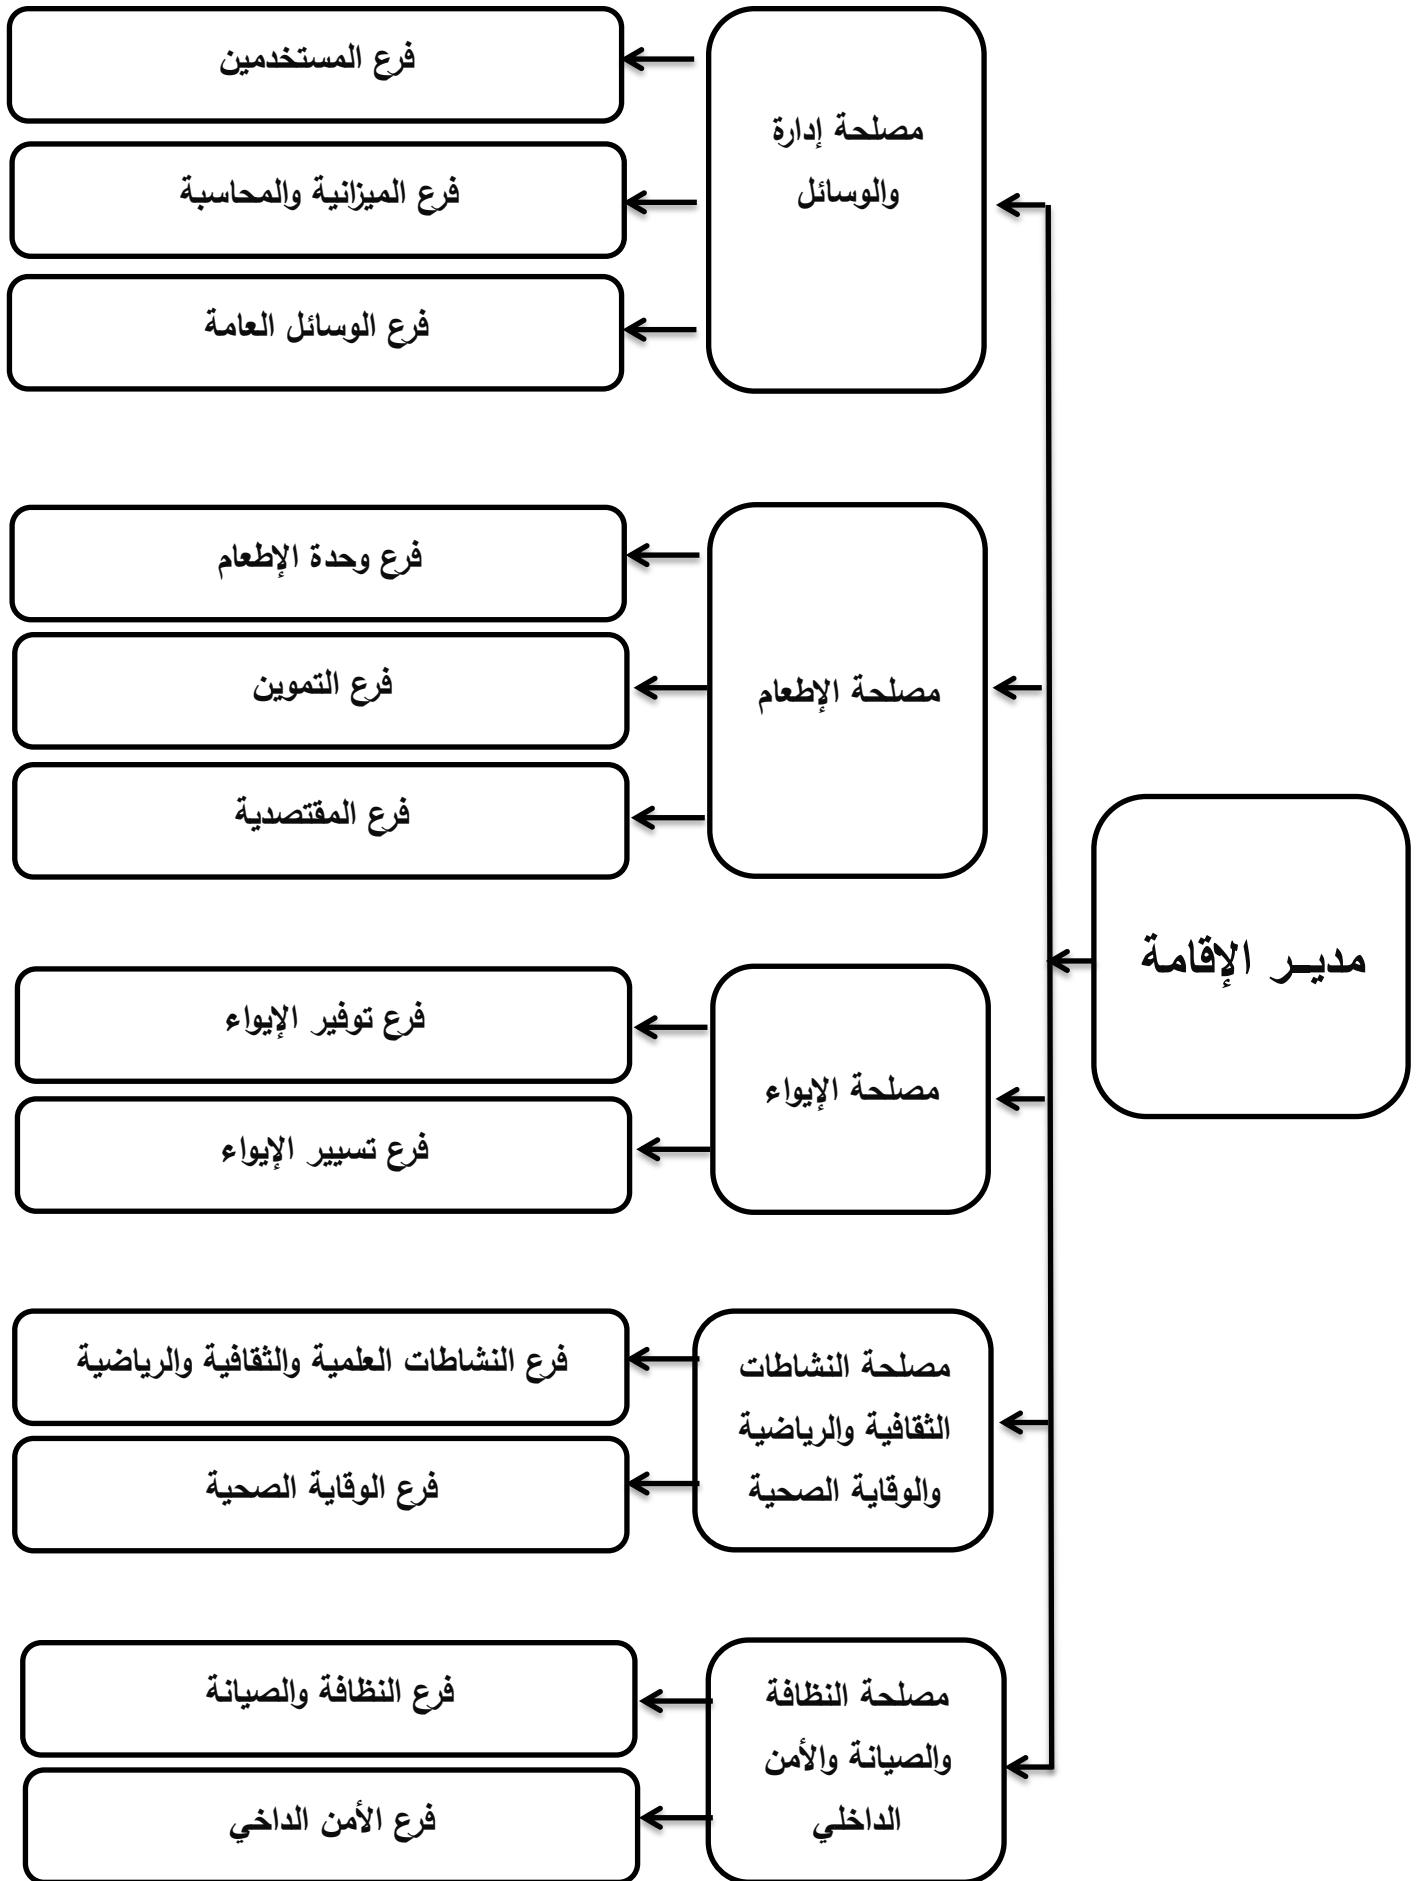 مديـر الإقامة
مصلحة إدارة
والوسائل
فرع المستخدمين
فرع الميزانية والمحاسبة
فرع الوسائل العامة
مصلحة الإطعام
فرع وحدة الإطعام
فرع التموين
فرع المقتصدية
مصلحة الإيواء
فرع توفير الإيواء
فرع تسيير الإيواء
مصلحة النشاطات
الثقافية والرياضية
والوقاية الصحية
فرع النشاطات العلمية والثقافية والرياضية
فرع الوقاية الصحية
مصلحة النظافة
والصيانة والأمن
الداخلي
فرع النظافة والصيانة
فرع الأمن الداخي